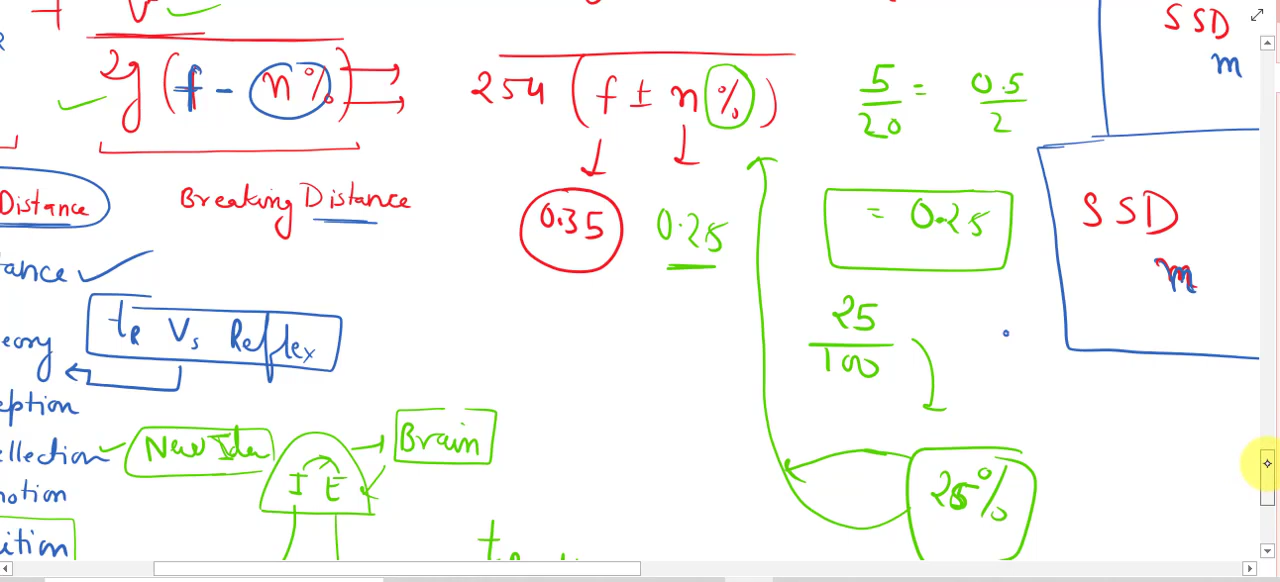 2g (f - n%)
254 (f ± n%)
5/20 = 0.5/2
SSD
m
Distance
Breaking Distance
0.35
0.25
= 0.25
SSD
m
tance
tR Vs Reflex
25/100
eory
eption
llection
New Idea
I E
Brain
notion
25%
ition